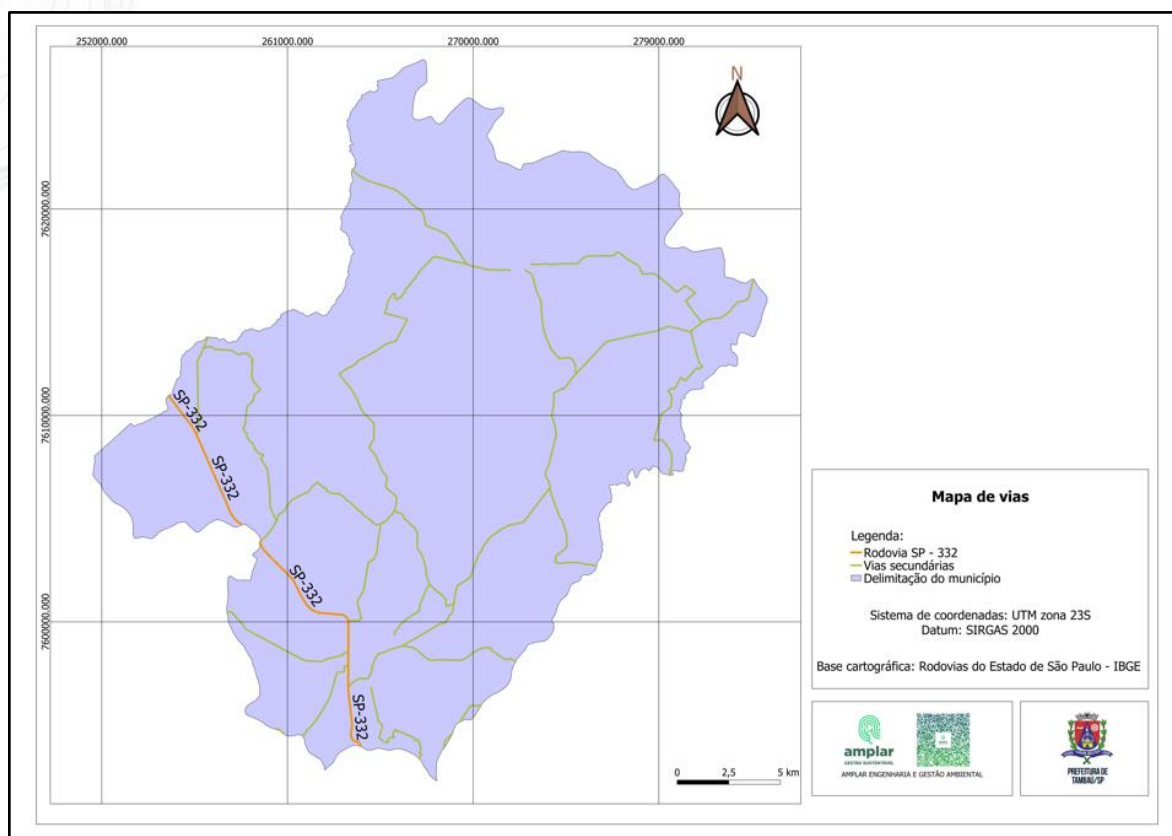 252000.000
261000.000
270000.000
279000.000
N
7620000.000
7610000.000
7600000.000
SP-332
SP-332
SP-332
SP-332
0 2,5 5 km
Mapa de vias
Legenda:
Rodovia SP - 332
Vias secundárias
Delimitação do município
Sistema de coordenadas: UTM zona 23S
Datum: SIRGAS 2000
Base cartográfica: Rodovias do Estado de São Paulo - IBGE
amplar
GESTÃO SUSTENTÁVEL
AMPLAR ENGENHARIA E GESTÃO AMBIENTAL
PREFEITURA DE
TAMBAÚ/SP